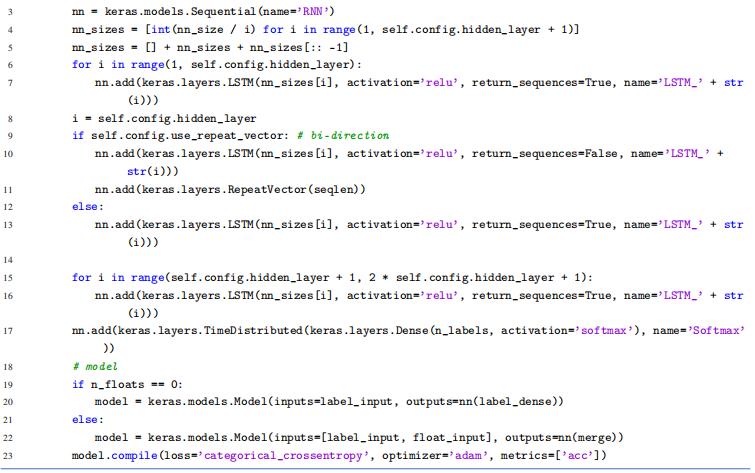 3 nn = keras.models.Sequential(name='RNN')
4 nn_sizes = [int(nn_size / i) for i in range(1, self.config.hidden_layer + 1)]
5 nn_sizes = [] + nn_sizes + nn_sizes[:: -1]
6 for i in range(1, self.config.hidden_layer):
7 nn.add(keras.layers.LSTM(nn_sizes[i], activation='relu', return_sequences=True, name='LSTM_' + str
(i)))
8 i = self.config.hidden_layer
9 if self.config.use_repeat_vector: # bi-direction
10 nn.add(keras.layers.LSTM(nn_sizes[i], activation='relu', return_sequences=False, name='LSTM_' +
str(i)))
11 nn.add(keras.layers.RepeatVector(seqlen))
12 else:
13 nn.add(keras.layers.LSTM(nn_sizes[i], activation='relu', return_sequences=True, name='LSTM_' + str
(i)))
14
15 for i in range(self.config.hidden_layer + 1, 2 * self.config.hidden_layer + 1):
16 nn.add(keras.layers.LSTM(nn_sizes[i], activation='relu', return_sequences=True, name='LSTM_' + str
(i)))
17 nn.add(keras.layers.TimeDistributed(keras.layers.Dense(n_labels, activation='softmax'), name='Softmax'
))
18 # model
19 if n_floats == 0:
20 model = keras.models.Model(inputs=label_input, outputs=nn(label_dense))
21 else:
22 model = keras.models.Model(inputs=[label_input, float_input], outputs=nn(merge))
23 model.compile(loss='categorical_crossentropy', optimizer='adam', metrics=['acc'])